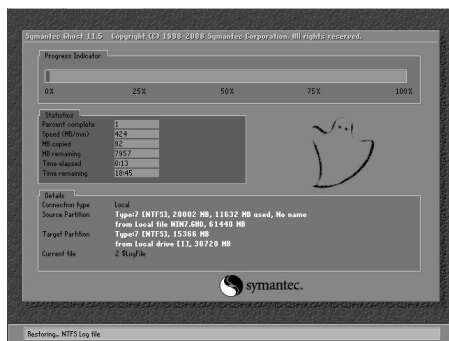 Symantec Ghost 11.5 Copyright (C) 1998-2008 Symantec Corporation. All rights reserved.
Progress Indicator
0% 25% 50% 75% 100%
Statistics
Percent complete 1
Speed (MB/min) 424
MB copied 92
MB remaining 7957
Time elapsed 0:13
Time remaining 18:45
Details
Connection type Local
Source Partition Type:7 [NTFS], 20002 MB, 11632 MB used, No name
from Local file WIN7.GHO, 61440 MB
Target Partition Type:7 [NTFS], 15366 MB
from Local drive [1], 30720 MB
Current file 2 $LogFile
symantec.
Restoring... NTFS Log file